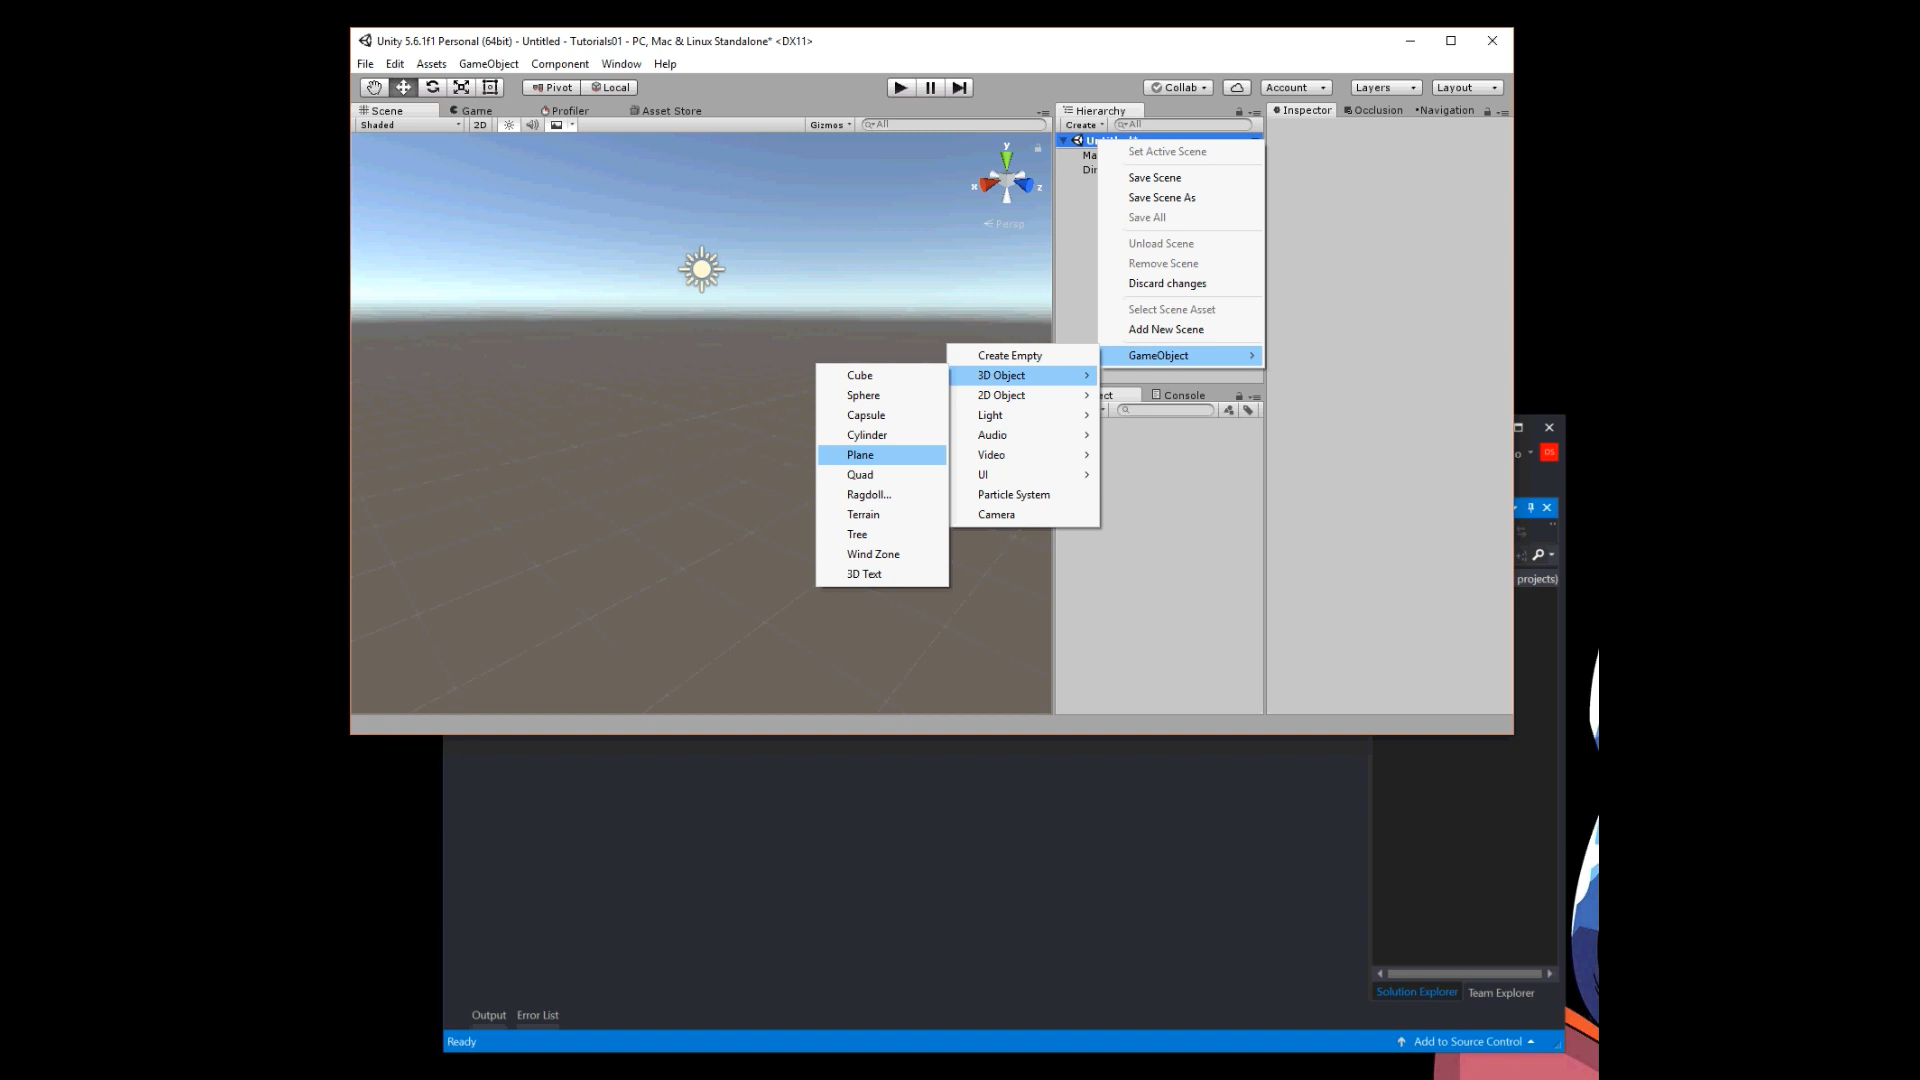 Unity 5.6.1f1 Personal (64bit) - Untitled - Tutorials01 - PC, Mac & Linux Standalone* <DX11>
File Edit Assets GameObject Component Window Help
Pivot Local Collab Account Layers Layout
Scene Game Profiler Asset Store Hierarchy Inspector Occlusion Navigation
Shaded 2D Gizmos All Create All
y
x z
Persp
Ma
Dir
Set Active Scene
Save Scene
Save Scene As
Save All
Unload Scene
Remove Scene
Discard changes
Select Scene Asset
Add New Scene
GameObject
Create Empty
3D Object
2D Object
Light
Audio
Video
UI
Particle System
Camera
Cube
Sphere
Capsule
Cylinder
Plane
Quad
Ragdoll...
Terrain
Tree
Wind Zone
3D Text
ect Console
o DS
projects)
Solution Explorer Team Explorer
Output Error List
Ready Add to Source Control